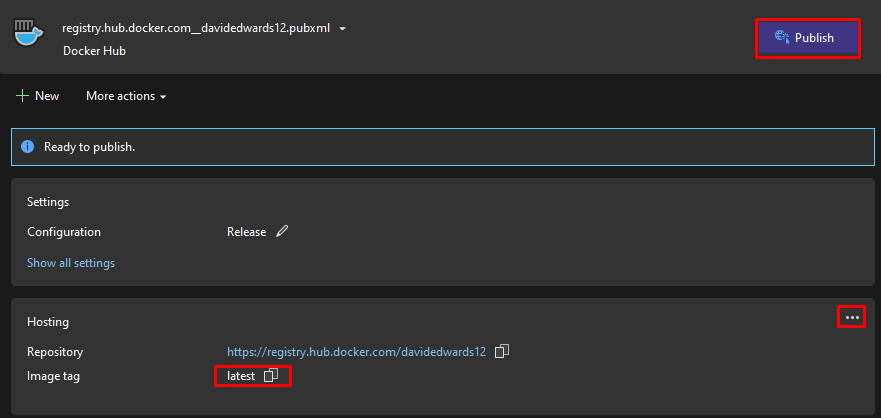 registry.hub.docker.com__davidedwards12.pubxml
Docker Hub
Publish
New
More actions
Ready to publish.
Settings
Configuration
Release
Show all settings
Hosting
Repository
https://registry.hub.docker.com/davidedwards12
Image tag
latest